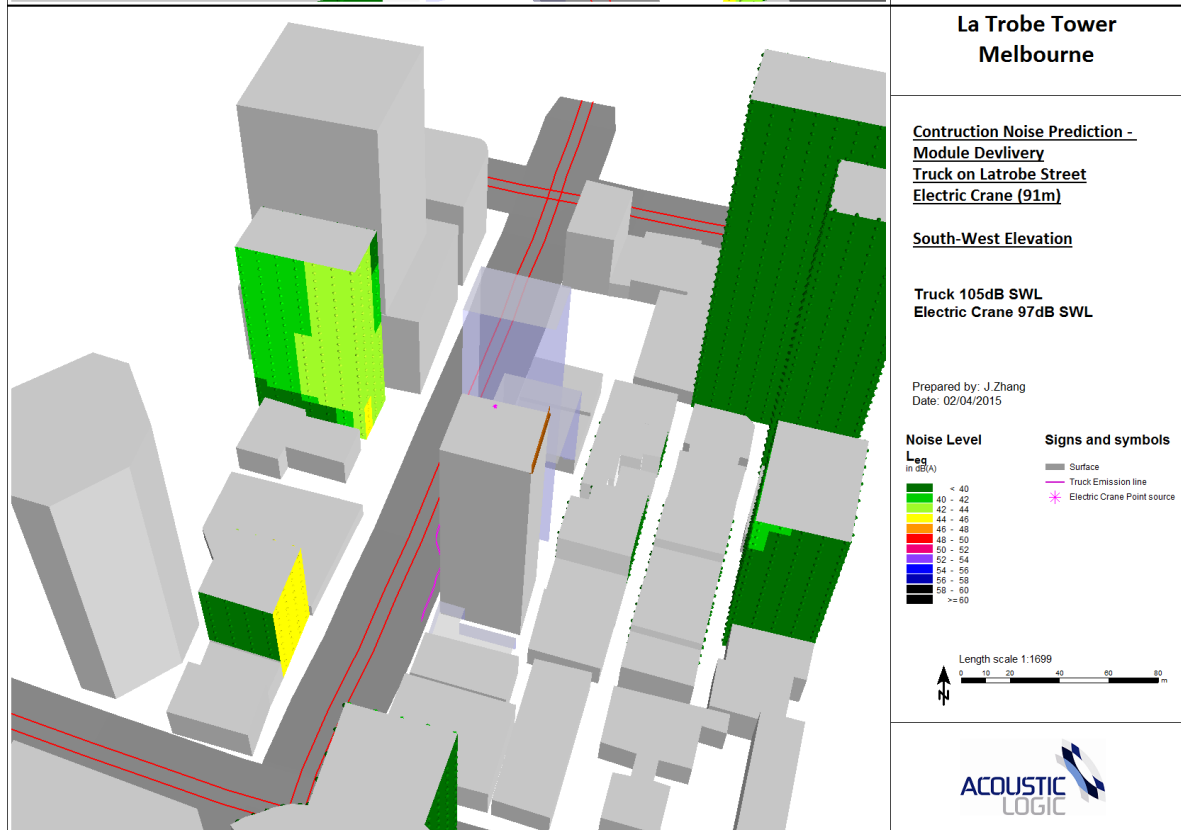 La Trobe Tower
Melbourne
Contruction Noise Prediction -
Module Devlivery
Truck on Latrobe Street
Electric Crane (91m)
South-West Elevation
Truck 105dB SWL
Electric Crane 97dB SWL
Prepared by: J.Zhang
Date: 02/04/2015
Noise Level
Leq
in dB(A)
< 40
40 - 42
42 - 44
44 - 46
46 - 48
48 - 50
50 - 52
52 - 54
54 - 56
56 - 58
58 - 60
>= 60
Signs and symbols
Surface
Truck Emission line
Electric Crane Point source
Length scale 1:1699
0 10 20 40 60 80
m
N
ACOUSTIC
LOGIC